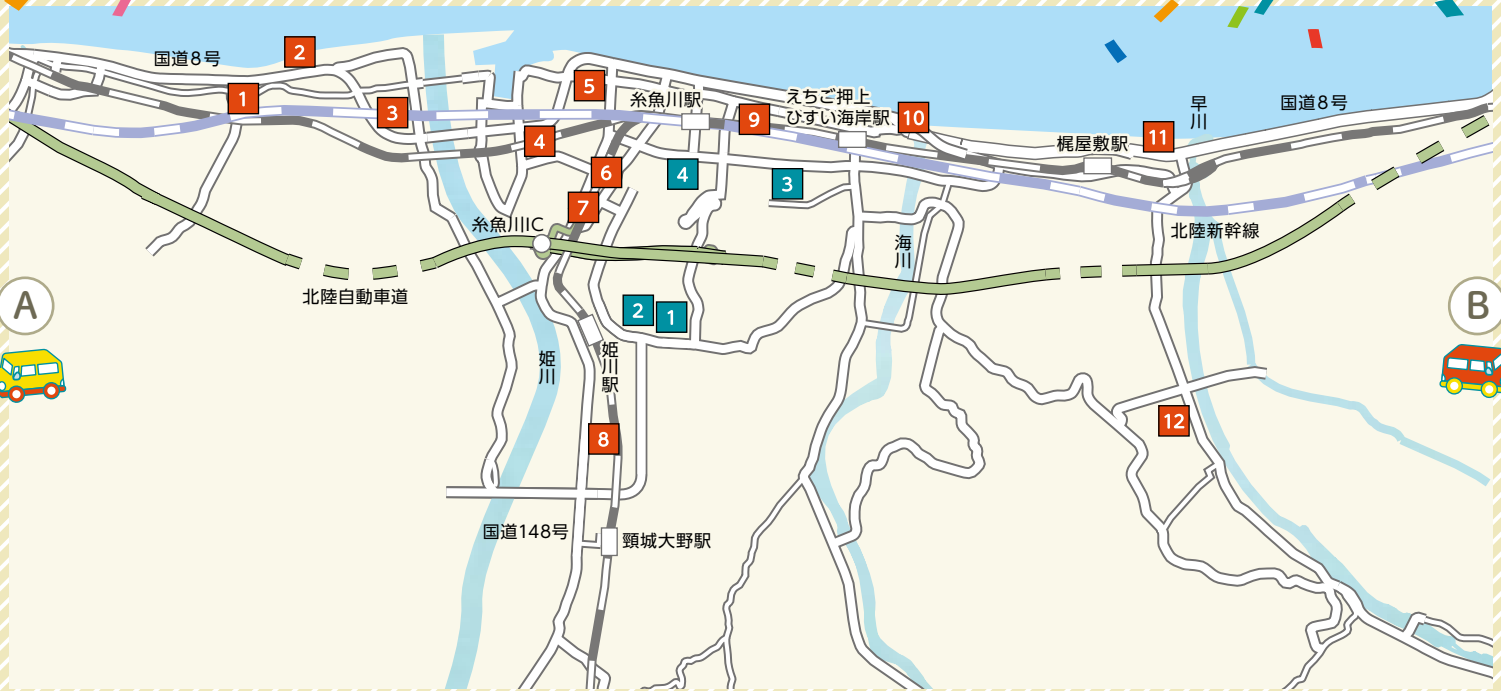 国道8号
2
1
3
5
糸魚川駅
9
えちご押上
ひすい海岸駅
10
早川
国道8号
11
梶屋敷駅
4
6
4
3
7
糸魚川IC
海川
北陸新幹線
北陸自動車道
A
B
2
1
姫川
姫川駅
12
8
国道148号
頸城大野駅